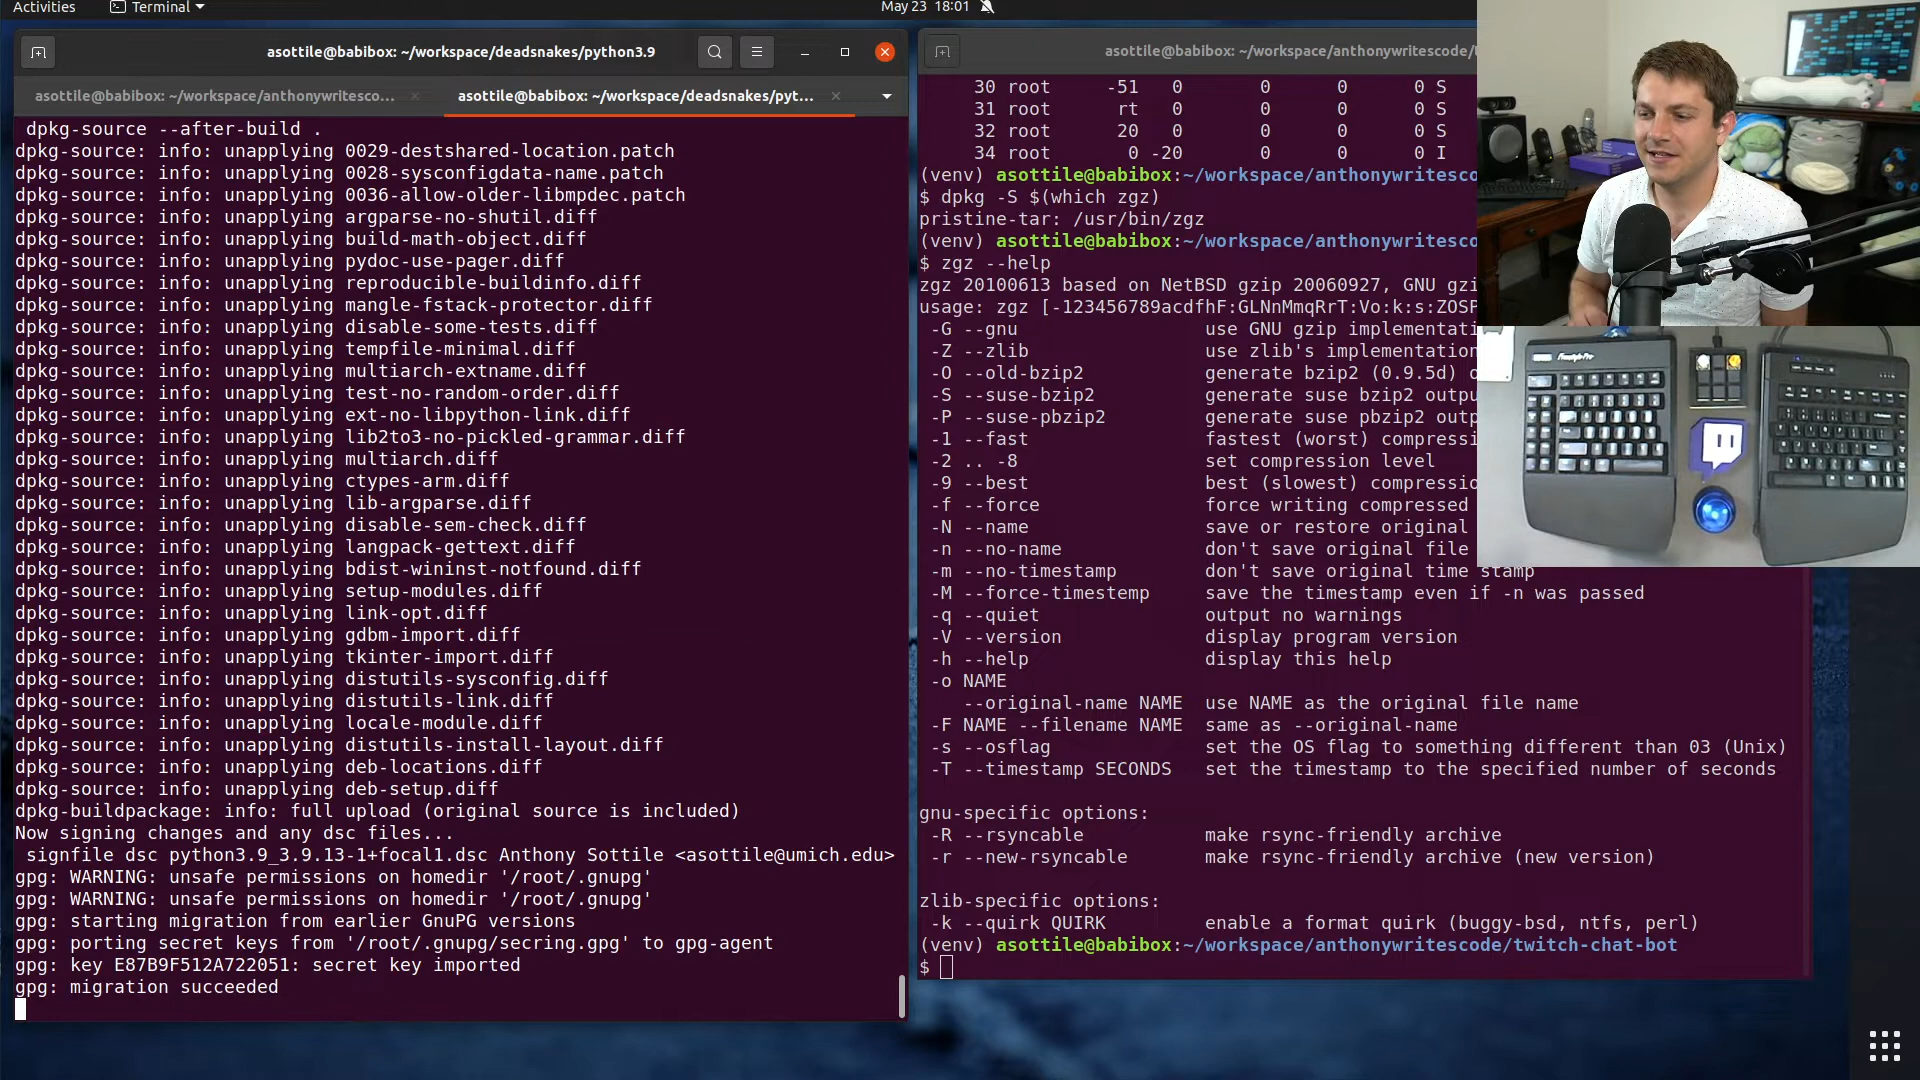 Activities
Terminal
May 23 18:01
asottile@babibox: ~/workspace/deadsnakes/python3.9
asottile@babibox: ~/workspace/anthonywritesco...
asottile@babibox: ~/workspace/deadsnakes/pyt...
dpkg-source --after-build .
dpkg-source: info: unapplying 0029-destshared-location.patch
dpkg-source: info: unapplying 0028-sysconfigdata-name.patch
dpkg-source: info: unapplying 0036-allow-older-libmpdec.patch
dpkg-source: info: unapplying argparse-no-shutil.diff
dpkg-source: info: unapplying build-math-object.diff
dpkg-source: info: unapplying pydoc-use-pager.diff
dpkg-source: info: unapplying reproducible-buildinfo.diff
dpkg-source: info: unapplying mangle-fstack-protector.diff
dpkg-source: info: unapplying disable-some-tests.diff
dpkg-source: info: unapplying tempfile-minimal.diff
dpkg-source: info: unapplying multiarch-extname.diff
dpkg-source: info: unapplying test-no-random-order.diff
dpkg-source: info: unapplying ext-no-libpython-link.diff
dpkg-source: info: unapplying lib2to3-no-pickled-grammar.diff
dpkg-source: info: unapplying multiarch.diff
dpkg-source: info: unapplying ctypes-arm.diff
dpkg-source: info: unapplying lib-argparse.diff
dpkg-source: info: unapplying disable-sem-check.diff
dpkg-source: info: unapplying langpack-gettext.diff
dpkg-source: info: unapplying bdist-wininst-notfound.diff
dpkg-source: info: unapplying setup-modules.diff
dpkg-source: info: unapplying link-opt.diff
dpkg-source: info: unapplying gdbm-import.diff
dpkg-source: info: unapplying tkinter-import.diff
dpkg-source: info: unapplying distutils-sysconfig.diff
dpkg-source: info: unapplying distutils-link.diff
dpkg-source: info: unapplying locale-module.diff
dpkg-source: info: unapplying distutils-install-layout.diff
dpkg-source: info: unapplying deb-locations.diff
dpkg-source: info: unapplying deb-setup.diff
dpkg-buildpackage: info: full upload (original source is included)
Now signing changes and any dsc files...
signfile dsc python3.9_3.9.13-1+focal1.dsc Anthony Sottile <asottile@umich.edu>
gpg: WARNING: unsafe permissions on homedir '/root/.gnupg'
gpg: WARNING: unsafe permissions on homedir '/root/.gnupg'
gpg: starting migration from earlier GnuPG versions
gpg: porting secret keys from '/root/.gnupg/secring.gpg' to gpg-agent
gpg: key E87B9F512A722051: secret key imported
gpg: migration succeeded
asottile@babibox: ~/workspace/anthonywritescode/
30 root -51 0 0 0 0 S
31 root rt 0 0 0 0 S
32 root 20 0 0 0 0 S
34 root 0 -20 0 0 0 I
(venv) asottile@babibox:~/workspace/anthonywritesco
$ dpkg -S $(which zgz)
pristine-tar: /usr/bin/zgz
(venv) asottile@babibox:~/workspace/anthonywritesco
$ zgz --help
zgz 20100613 based on NetBSD gzip 20060927, GNU gzi
usage: zgz [-123456789acdfhF:GLNnMmqRrT:Vo:k:s:ZOSP
-G --gnu use GNU gzip implementati
-Z --zlib use zlib's implementation
-O --old-bzip2 generate bzip2 (0.9.5d) o
-S --suse-bzip2 generate suse bzip2 outpu
-P --suse-pbzip2 generate suse pbzip2 outp
-1 --fast fastest (worst) compressi
-2 .. -8 set compression level
-9 --best best (slowest) compressio
-f --force force writing compressed
-N --name save or restore original
-n --no-name don't save original file
-m --no-timestamp don't save original time stamp
-M --force-timestemp save the timestamp even if -n was passed
-q --quiet output no warnings
-V --version display program version
-h --help display this help
-o NAME
--original-name NAME use NAME as the original file name
-F NAME --filename NAME same as --original-name
-s --osflag set the OS flag to something different than 03 (Unix)
-T --timestamp SECONDS set the timestamp to the specified number of seconds
gnu-specific options:
-R --rsyncable make rsync-friendly archive
-r --new-rsyncable make rsync-friendly archive (new version)
zlib-specific options:
-k --quirk QUIRK enable a format quirk (buggy-bsd, ntfs, perl)
(venv) asottile@babibox:~/workspace/anthonywritescode/twitch-chat-bot
$